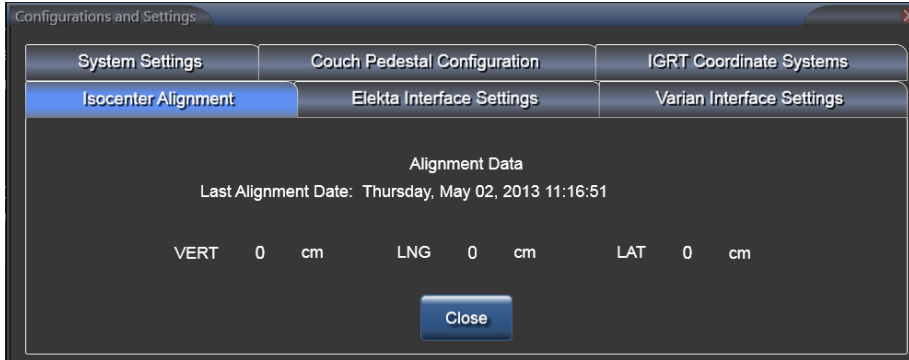 Configurations and Settings
System Settings Couch Pedestal Configuration IGRT Coordinate Systems
Isocenter Alignment Elekta Interface Settings Varian Interface Settings
Alignment Data
Last Alignment Date: Thursday, May 02, 2013 11:16:51
VERT 0 cm LNG 0 cm LAT 0 cm
Close